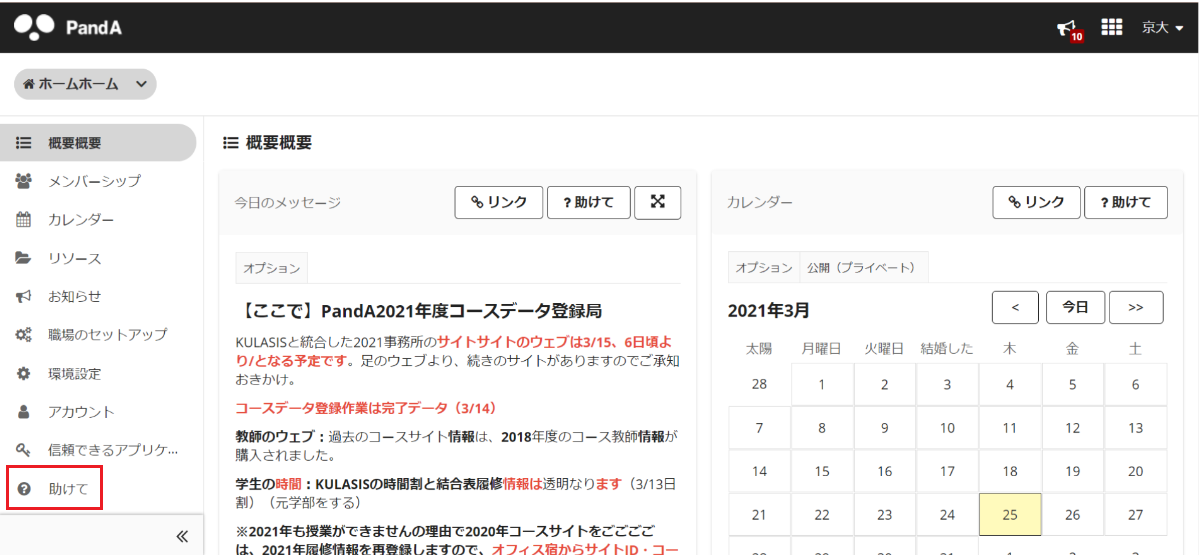 PandA
10
京大
ホームホーム
概要概要
メンバーシップ
カレンダー
リソース
お知らせ
職場のセットアップ
環境設定
アカウント
信頼できるアプリケ...
助けて
概要概要
今日のメッセージ
リンク
?助けて
オプション
【ここで】PandA2021年度コースデータ登録局
KULASISと統合した2021事務所のサイトサイトのウェブは3/15、6日頃よ
り/となる予定です。足のウェブより、続きのサイトがありますのでご承知
おきかけ。
コースデータ登録作業は完了データ（3/14）
教師のウェブ：過去のコースサイト情報は、2018年度のコース教師情報が
購入されました。
学生の時間：KULASISの時間割と結合表履修情報は透明なります（3/13日
割）（元学部をする）
※2021年も授業ができませんの理由で2020年コースサイトをごごごご
は、2021年履修情報を再登録しますので、オフィス宿からサイトID・コー
カレンダー
リンク
?助けて
オプション
公開（プライベート）
2021年3月
<
今日
>>
太陽 月曜日 火曜日 結婚した 木 金 土
28 1 2 3 4 5 6
7 8 9 10 11 12 13
14 15 16 17 18 19 20
21 22 23 24 25 26 27